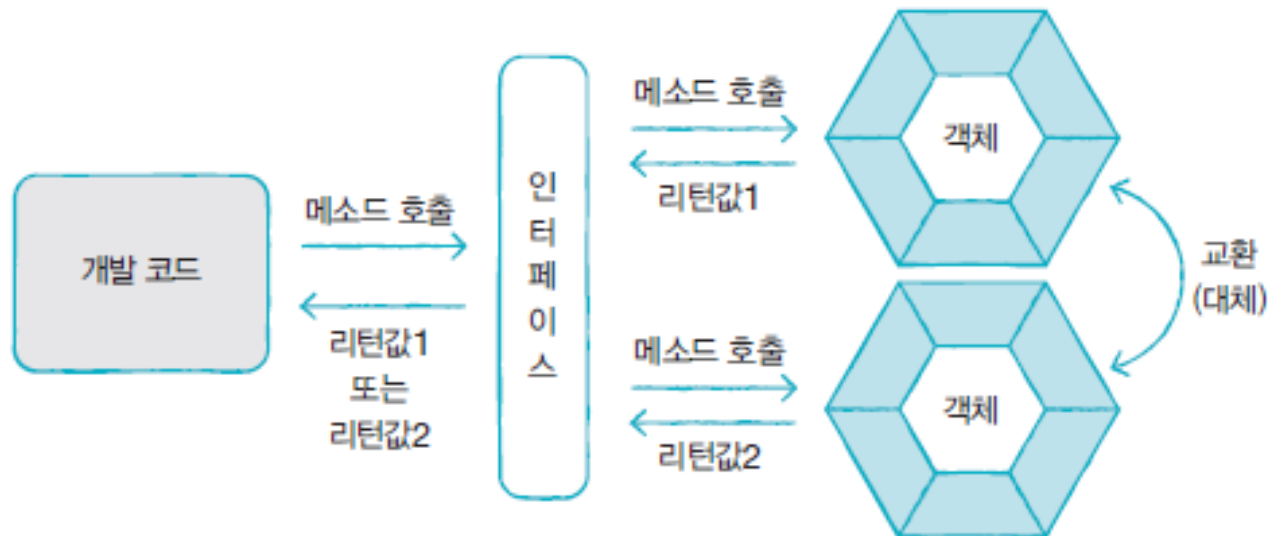 개발 코드
메소드 호출
리턴값1
또는
리턴값2
인
터
페
이
스
메소드 호출
리턴값1
메소드 호출
리턴값2
객체
객체
교환
(대체)